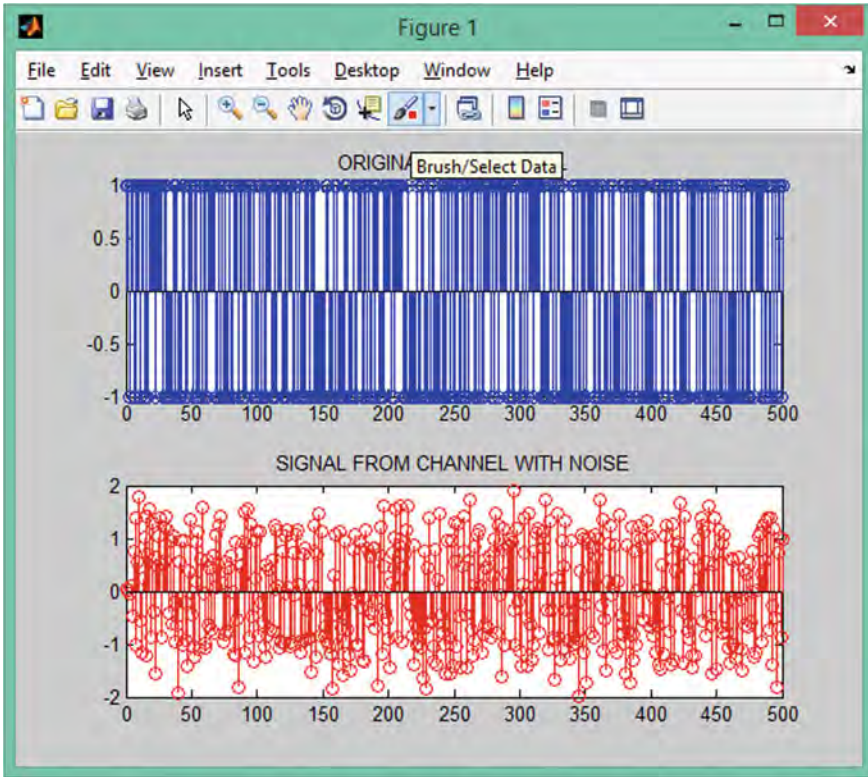 Figure 1
File Edit View Insert Tools Desktop Window Help
ORIGINA
Brush/Select Data
1
0.5
0
-0.5
-1
0 50 100 150 200 250 300 350 400 450 500
SIGNAL FROM CHANNEL WITH NOISE
2
1
0
-1
-2
0 50 100 150 200 250 300 350 400 450 500